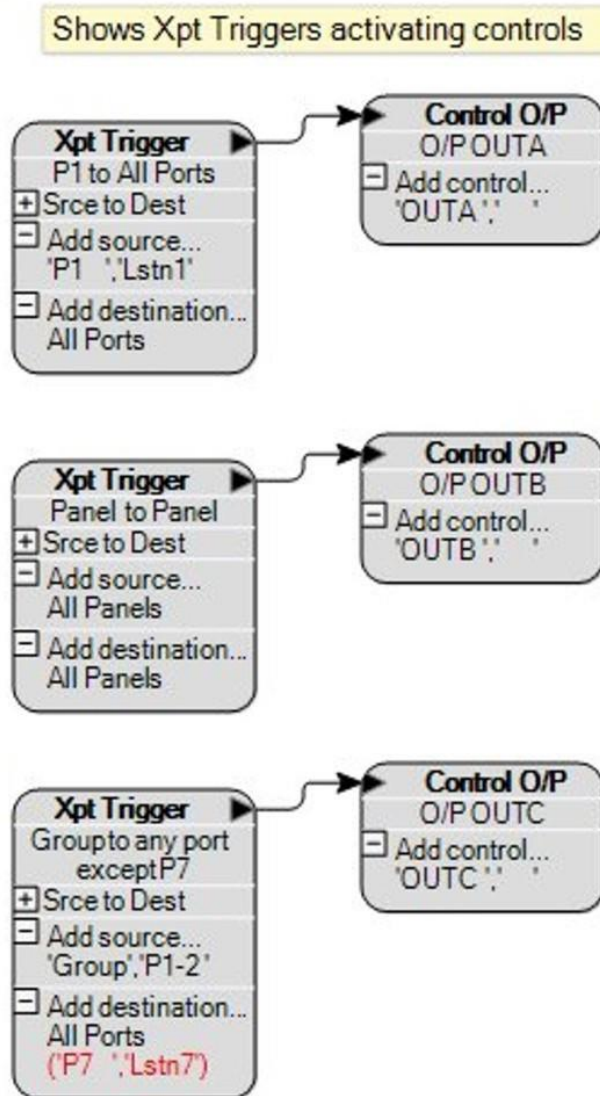 Shows Xpt Triggers activating controls
Xpt Trigger
P1 to All Ports
Srce to Dest
Add source...
'P1   ','Lstn1'
Add destination...
All Ports
Control O/P
O/P OUTA
Add control...
'OUTA ','     '
Xpt Trigger
Panel to Panel
Srce to Dest
Add source...
All Panels
Add destination...
All Panels
Control O/P
O/P OUTB
Add control...
'OUTB ','     '
Xpt Trigger
Group to any port
except P7
Srce to Dest
Add source...
'Group','P1-2 '
Add destination...
All Ports
('P7   ','Lstn7')
Control O/P
O/P OUTC
Add control...
'OUTC ','     '